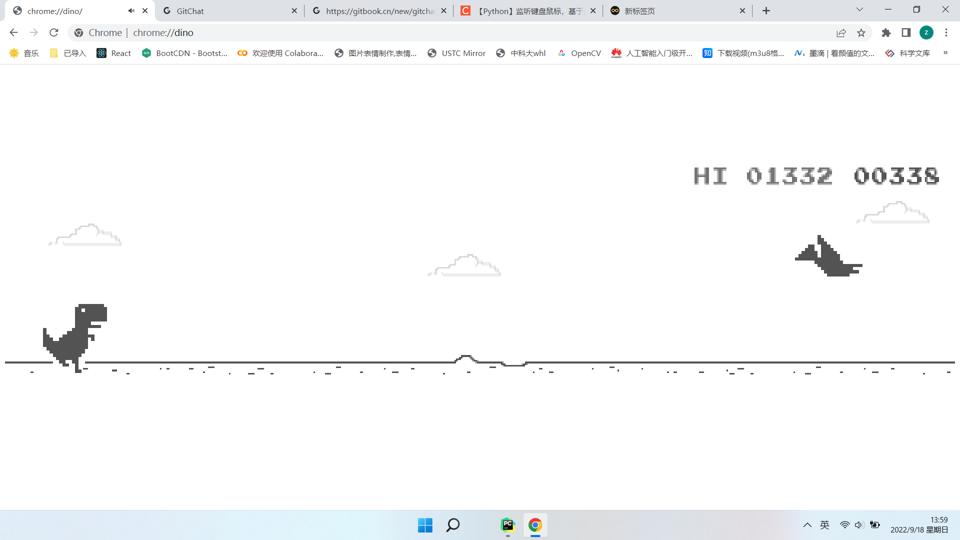 chrome://dino/
GitChat
https://gitbook.cn/new/gitcha
【Python】监听键盘鼠标，基于
新标签页
Chrome | chrome://dino
音乐
已导入
React
BootCDN - Bootst...
欢迎使用 Colabora...
图片表情制作,表情...
USTC Mirror
中科大whl
OpenCV
人工智能入门级开...
下载视频(m3u8格...
墨滴 | 看颜值的文...
科学文库
»
HI 01332 00338
英
13:59
2022/9/18 星期日